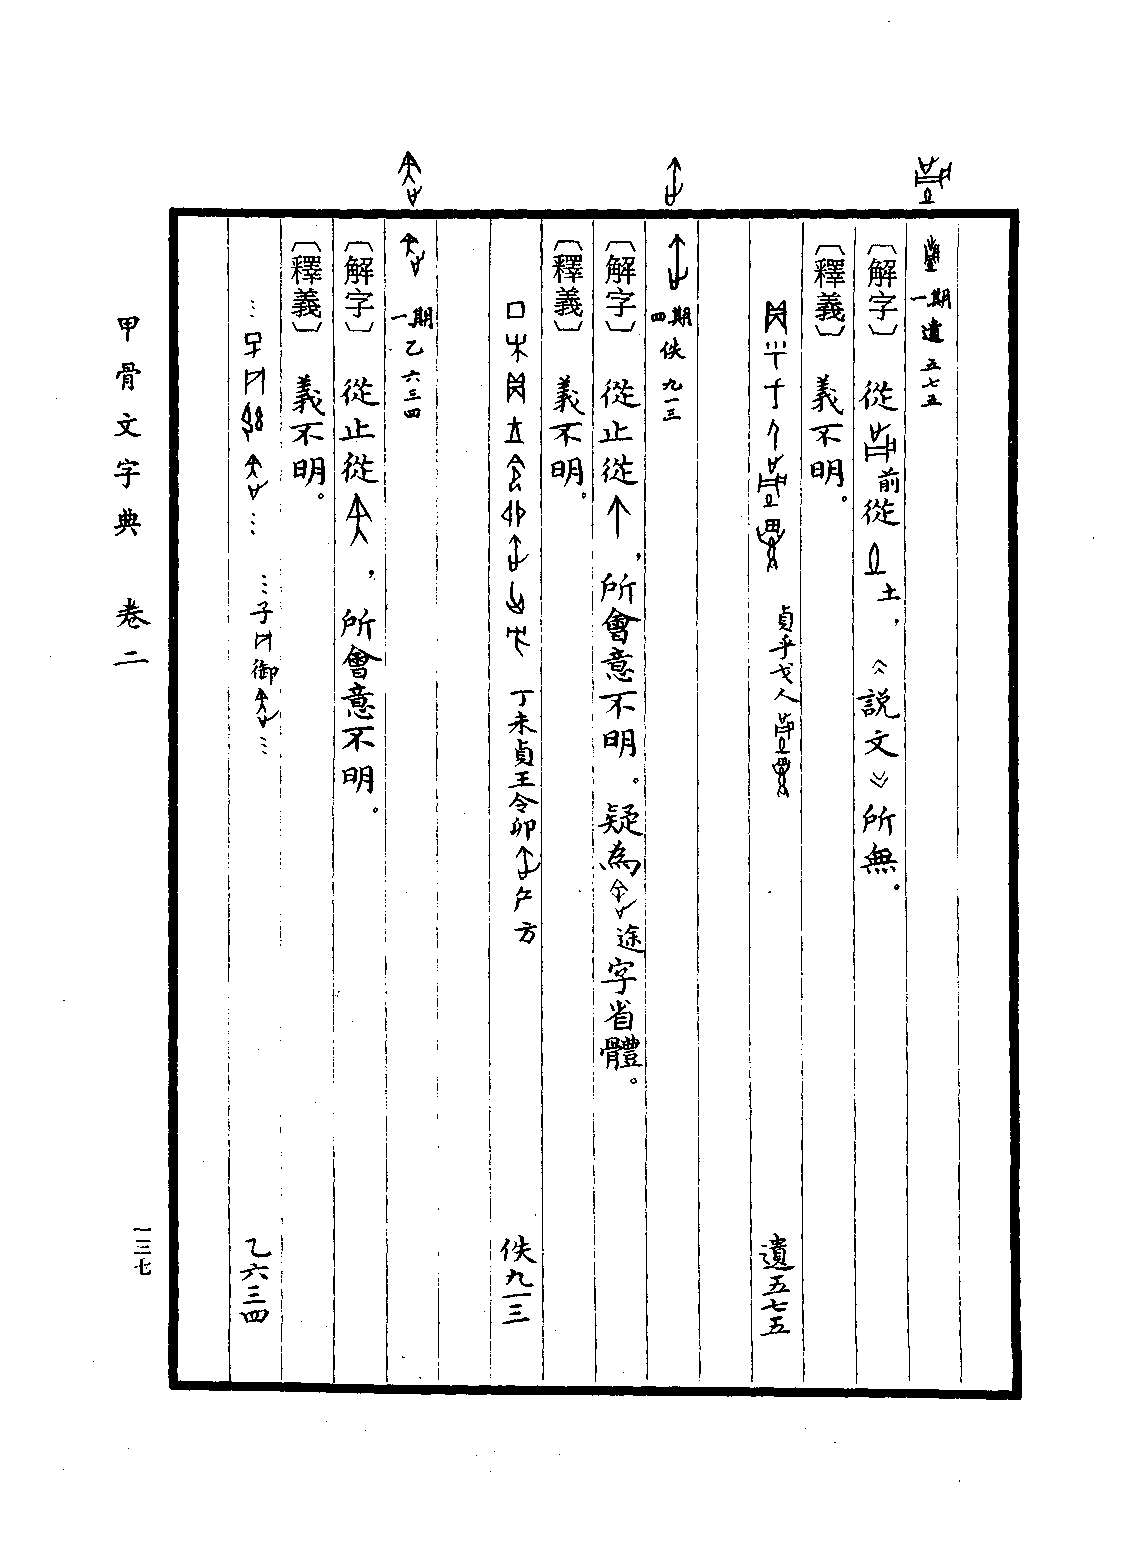 一期 遺五七五
〔解字〕 從前從土，《説文》所無。
〔釋義〕 義不明。
貞乎戈人 遺五七五
四期 佚九一三
〔解字〕 從止從↑，所會意不明。疑為途字省體。
〔釋義〕 義不明。
丁未貞王令卯方 佚九一三
一期 乙六三四
〔解字〕 從止從，所會意不明。
〔釋義〕 義不明。
…子御… 乙六三四
甲骨文字典 卷二
一三七